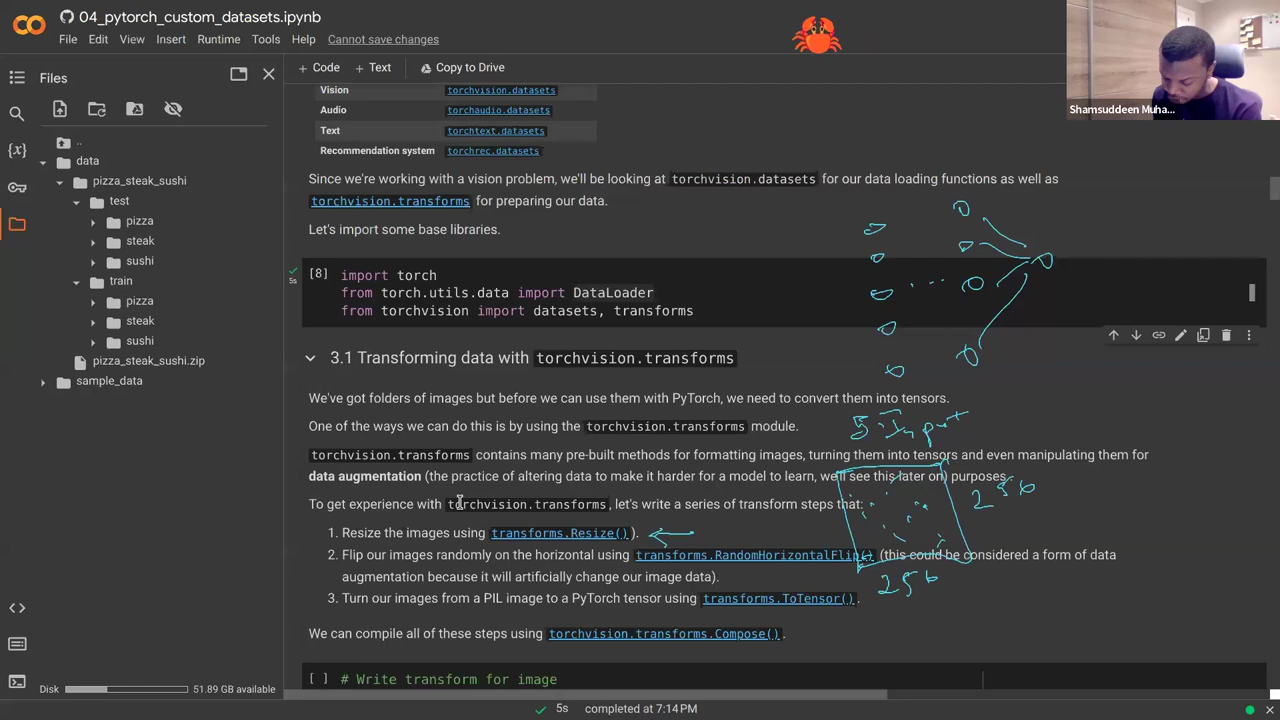 04_pytorch_custom_datasets.ipynb
File Edit View Insert Runtime Tools Help Cannot save changes
Files
+ Code + Text Copy to Drive
..
data
pizza_steak_sushi
test
pizza
steak
sushi
train
pizza
steak
sushi
pizza_steak_sushi.zip
sample_data
Disk 51.89 GB available
Vision torchvision.datasets
Audio torchaudio.datasets
Text torchtext.datasets
Recommendation system torchrec.datasets
Since we're working with a vision problem, we'll be looking at torchvision.datasets for our data loading functions as well as
torchvision.transforms for preparing our data.
Let's import some base libraries.
[8] import torch
5s
from torch.utils.data import DataLoader
from torchvision import datasets, transforms
3.1 Transforming data with torchvision.transforms
We've got folders of images but before we can use them with PyTorch, we need to convert them into tensors.
One of the ways we can do this is by using the torchvision.transforms module.
5-Input
torchvision.transforms contains many pre-built methods for formatting images, turning them into tensors and even manipulating them for
data augmentation (the practice of altering data to make it harder for a model to learn, we'll see this later on) purposes.
256
To get experience with torchvision.transforms, let's write a series of transform steps that:
1. Resize the images using transforms.Resize()).
2. Flip our images randomly on the horizontal using transforms.RandomHorizontalFlip() (this could be considered a form of data
augmentation because it will artificially change our image data).
256
3. Turn our images from a PIL image to a PyTorch tensor using transforms.ToTensor().
We can compile all of these steps using torchvision.transforms.Compose().
[ ] # Write transform for image
5s completed at 7:14 PM
Shamsuddeen Muha...